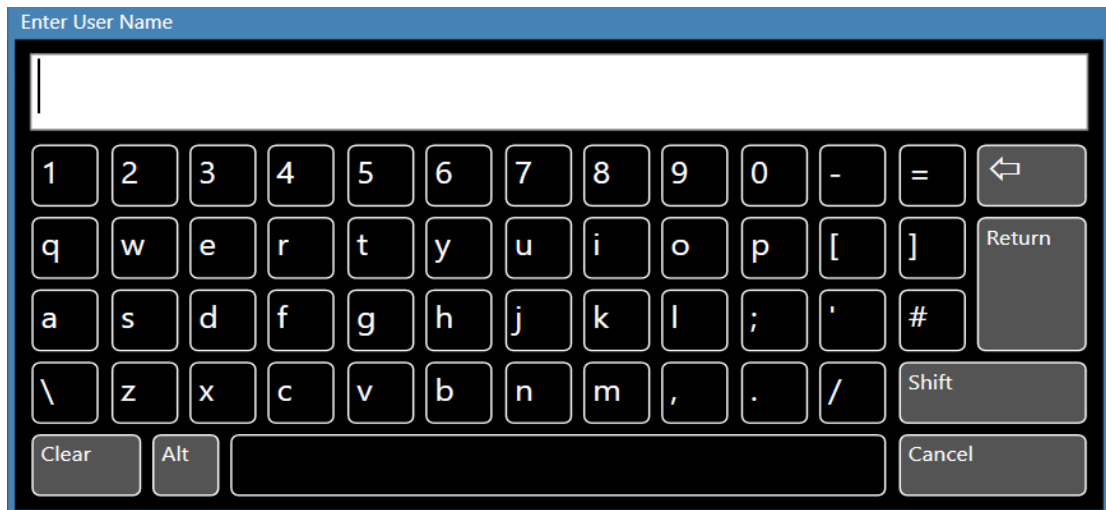 Enter User Name
1 2 3 4 5 6 7 8 9 0 - = ⇦
q w e r t y u i o p [ ] Return
a s d f g h j k l ; ' #
\ z x c v b n m , . / Shift
Clear Alt Cancel